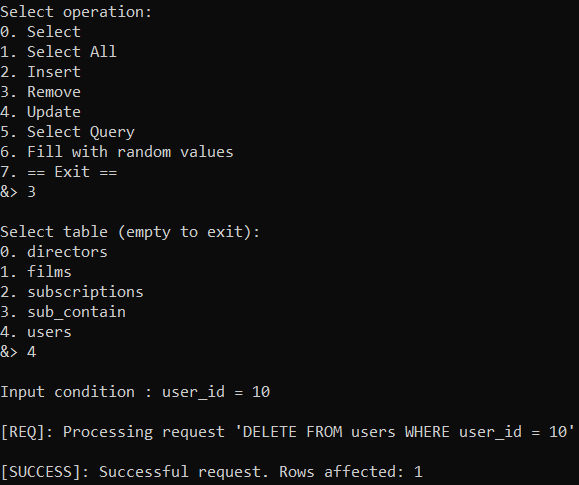 Select operation:
0. Select
1. Select All
2. Insert
3. Remove
4. Update
5. Select Query
6. Fill with random values
7. == Exit ==
&> 3
Select table (empty to exit):
0. directors
1. films
2. subscriptions
3. sub_contain
4. users
&> 4
Input condition : user_id = 10
[REQ]: Processing request 'DELETE FROM users WHERE user_id = 10'
[SUCCESS]: Successful request. Rows affected: 1